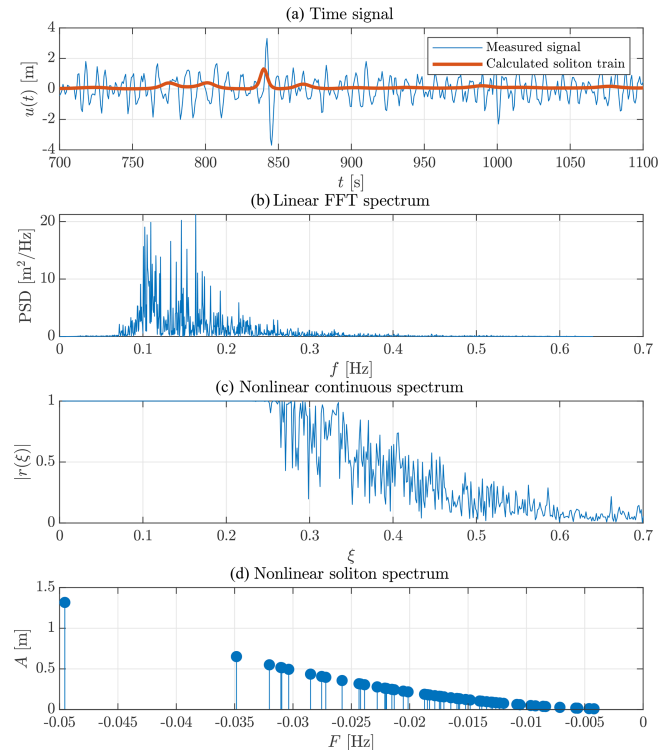 (a) Time signal
4
2
0
-2
-4
u(t) [m]
Measured signal
Calculated soliton train
700 750 800 850 900 950 1000 1050 1100
t [s]
(b) Linear FFT spectrum
20
10
0
PSD [m²/Hz]
0 0.1 0.2 0.3 0.4 0.5 0.6 0.7
f [Hz]
(c) Nonlinear continuous spectrum
1
0.5
0
|r(ξ)|
0 0.1 0.2 0.3 0.4 0.5 0.6 0.7
ξ
(d) Nonlinear soliton spectrum
1.5
1
0.5
0
A [m]
-0.05 -0.045 -0.04 -0.035 -0.03 -0.025 -0.02 -0.015 -0.01 -0.005 0
F [Hz]